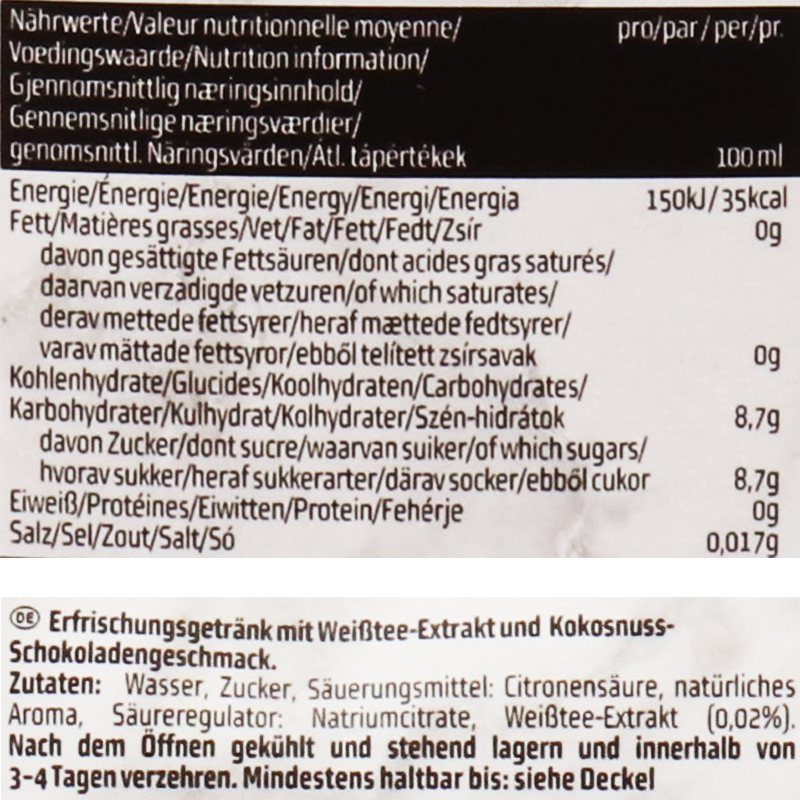 Nährwerte/Valeur nutritionnelle moyenne/ pro/par/per/pr.
Voedingswaarde/Nutrition information/
Gjennomsnittlig næringsinnhold/
Gennemsnitlige næringsværdier/
genomsnittl. Näringsvärden/Átl. tápértékek 100 ml
Energie/Énergie/Energie/Energy/Energi/Energia 150kJ/35kcal
Fett/Matières grasses/Vet/Fat/Fett/Fedt/Zsír 0g
davon gesättigte Fettsäuren/dont acides gras saturés/
daarvan verzadigde vetzuren/of which saturates/
derav mettede fettsyrer/heraf mættede fedtsyrer/
varav mättade fettsyror/ebből telített zsírsavak 0g
Kohlenhydrate/Glucides/Koolhydraten/Carbohydrates/
Karbohydrater/Kulhydrat/Kolhydrater/Szén-hidrátok 8,7g
davon Zucker/dont sucre/waarvan suiker/of which sugars/
hvorav sukker/heraf sukkerarter/därav socker/ebből cukor 8,7g
Eiweiß/Protéines/Eiwitten/Protein/Fehérje 0g
Salz/Sel/Zout/Salt/Só 0,017g
DE Erfrischungsgetränk mit Weißtee-Extrakt und Kokosnuss-
Schokoladengeschmack.
Zutaten: Wasser, Zucker, Säuerungsmittel: Citronensäure, natürliches
Aroma, Säureregulator: Natriumcitrate, Weißtee-Extrakt (0,02%).
Nach dem Öffnen gekühlt und stehend lagern und innerhalb von
3-4 Tagen verzehren. Mindestens haltbar bis: siehe Deckel